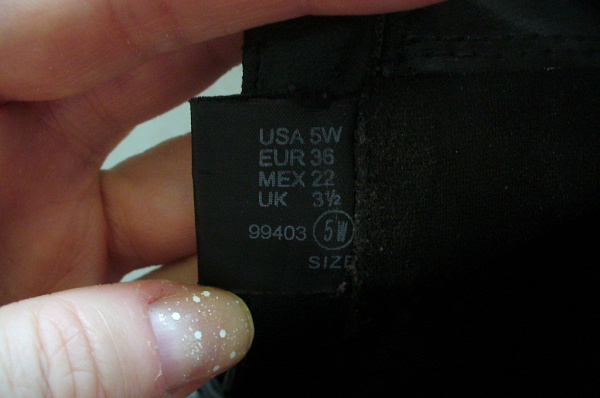 USA 5W
EUR 36
MEX 22
UK 3½
99403 5W
SIZE